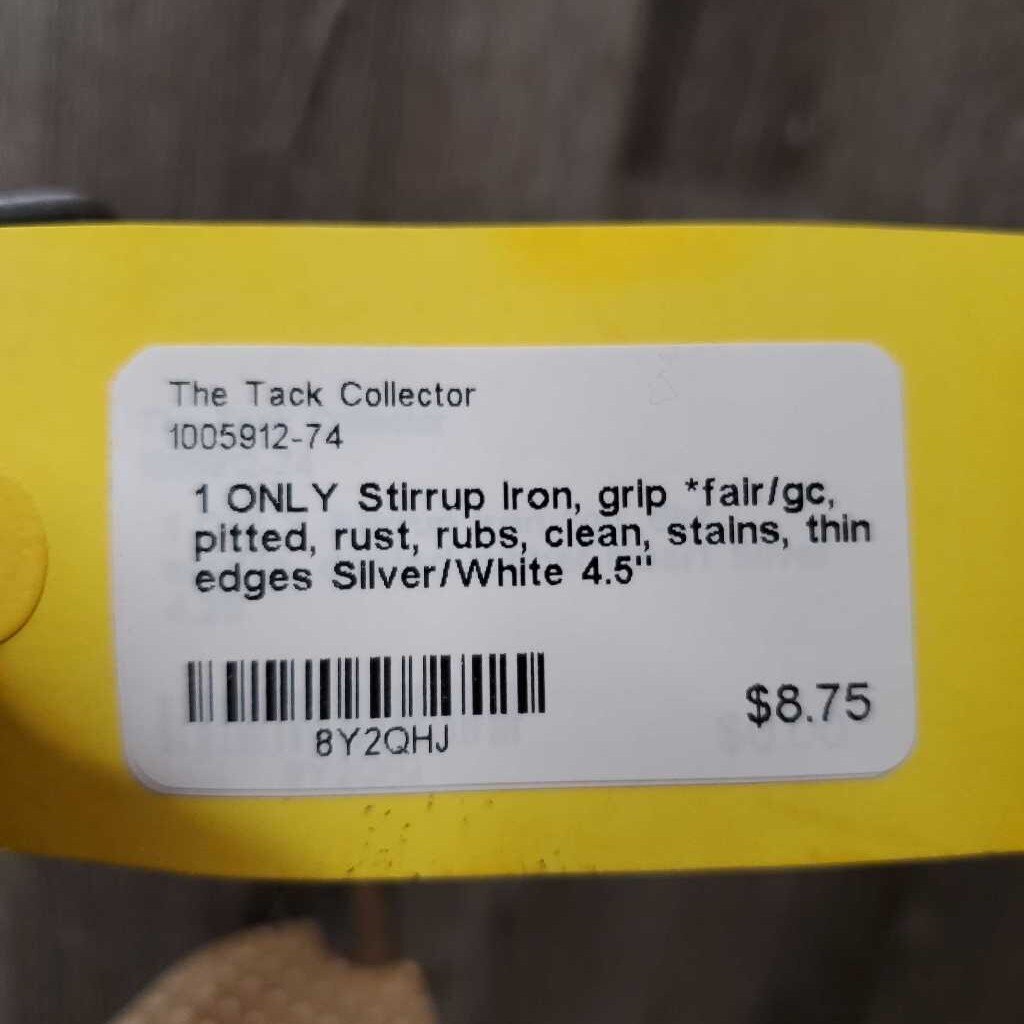 The Tack Collector
1005912-74
1 ONLY Stirrup Iron, grip *fair/gc,
pitted, rust, rubs, clean, stains, thin
edges Silver/White 4.5"
8Y2QHJ
$8.75